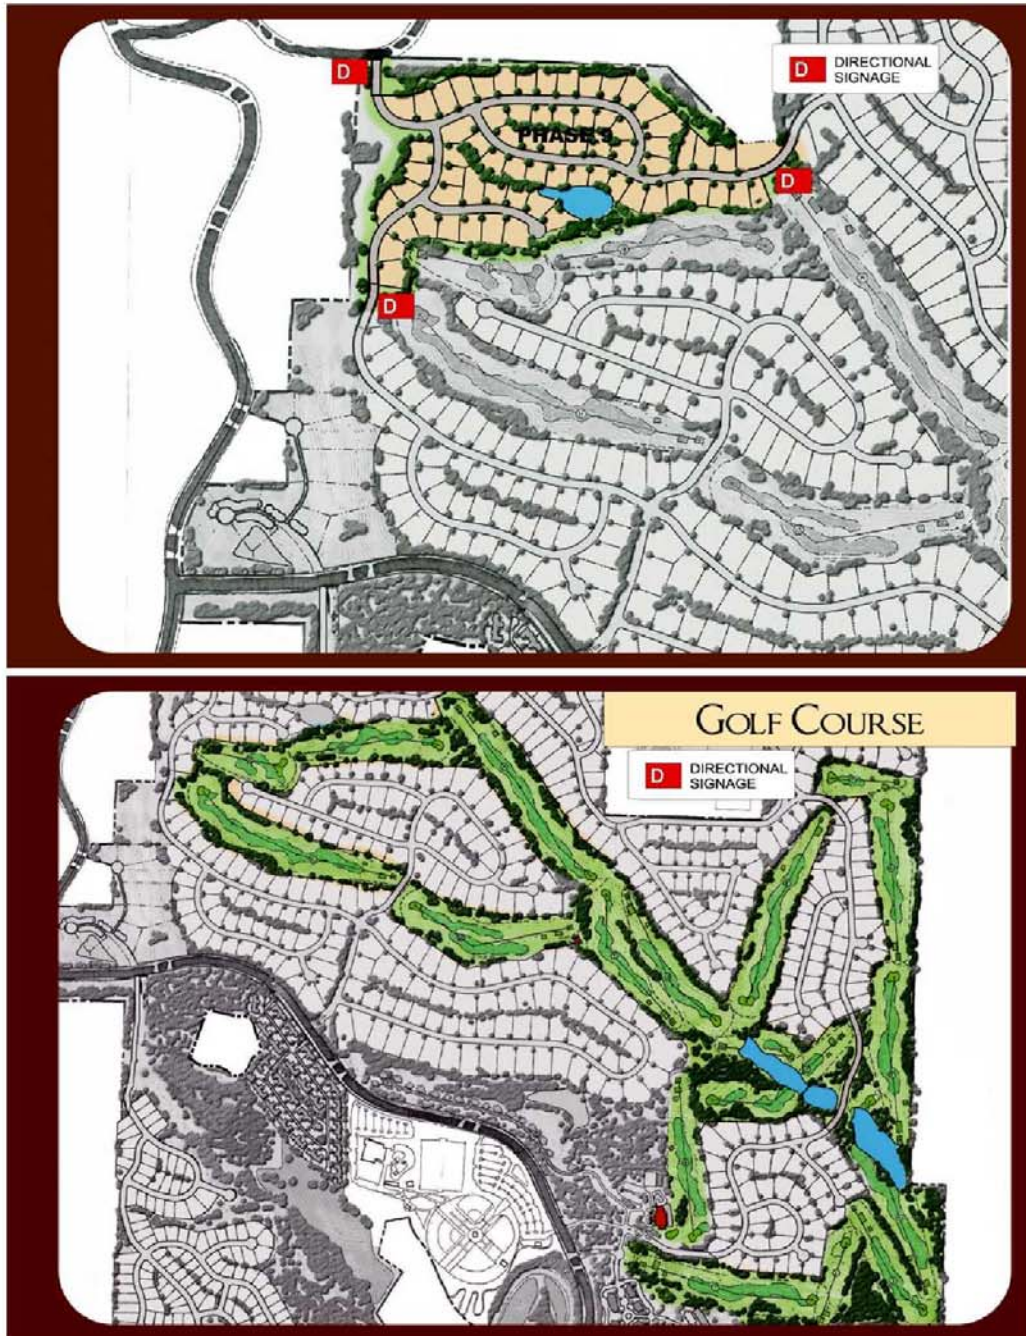 D
D DIRECTIONAL
SIGNAGE
PHASE 9
D
D
GOLF COURSE
D DIRECTIONAL
SIGNAGE